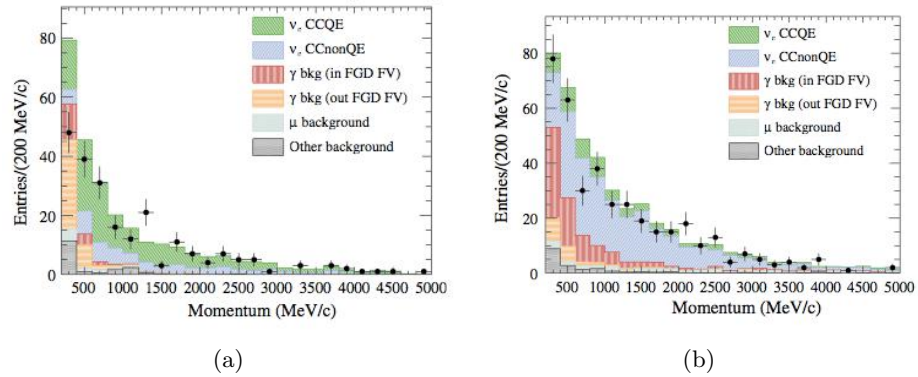 80
60
40
20
0
Entries/(200 MeV/c)
νe CCQE
νe CCnonQE
γ bkg (in FGD FV)
γ bkg (out FGD FV)
μ background
Other background
500 1000 1500 2000 2500 3000 3500 4000 4500 5000
Momentum (MeV/c)
(a)
80
60
40
20
0
Entries/(200 MeV/c)
νe CCQE
νe CCnonQE
γ bkg (in FGD FV)
γ bkg (out FGD FV)
μ background
Other background
500 1000 1500 2000 2500 3000 3500 4000 4500 5000
Momentum (MeV/c)
(b)